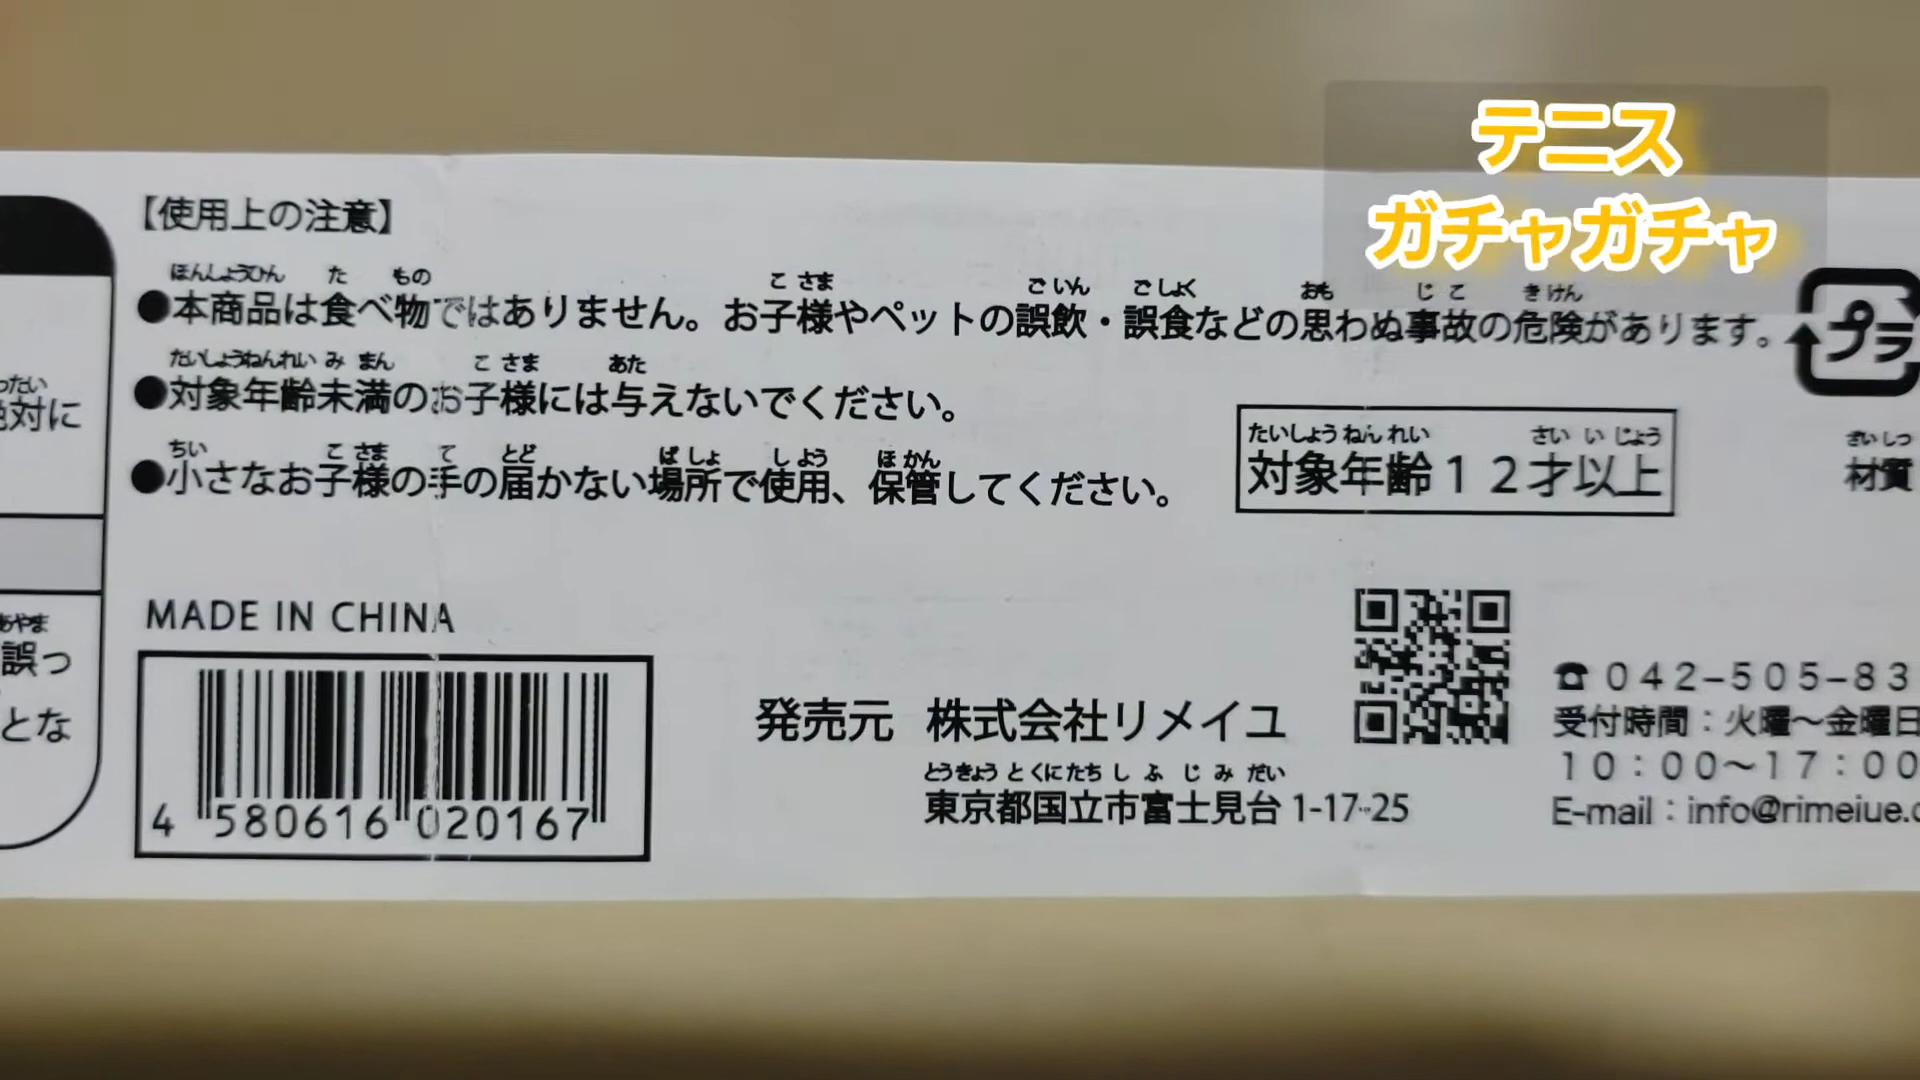 テニス
ガチャガチャ
【使用上の注意】
ほんしょうひん た もの こ さま ご いん ご しょく おも じ こ き けん
●本商品は食べ物ではありません。お子様やペットの誤飲・誤食などの思わぬ事故の危険があります。
プラ
たいしょうねんれい み まん こ さま あた
●対象年齢未満のお子様には与えないでください。
ちい こ さま て とど ば しょ し よう ほ かん
●小さなお子様の手の届かない場所で使用、保管してください。
たいしょう ねん れい さい い じょう
対象年齢12才以上
ざい しつ
材質
対に
あやま
誤っ
とな
MADE IN CHINA
4 580616 020167
発売元 株式会社リメイユ
とうきょう と くにたち し ふ じ み だい
東京都国立市富士見台 1-17-25
☎042-505-83
受付時間:火曜〜金曜日
10:00〜17:00
E-mail:info@rimeiue.c